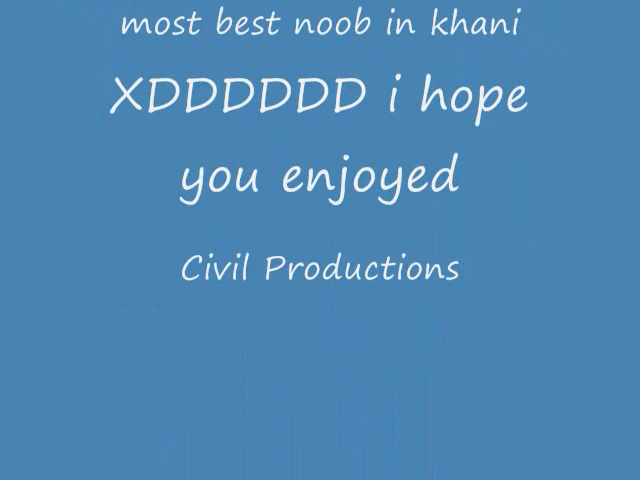 most best noob in khani
XDDDDDD i hope
you enjoyed
Civil Productions